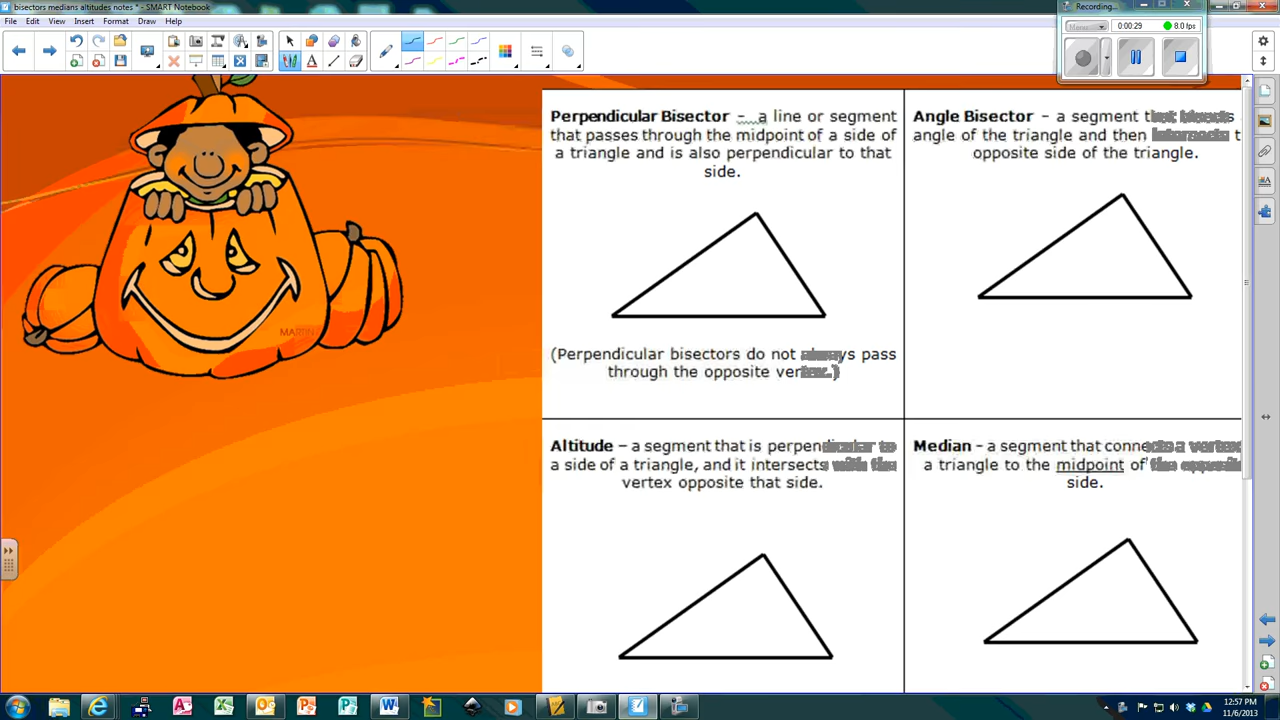 bisectors medians altitudes notes * - SMART Notebook
File Edit View Insert Format Draw Help
Recording...
Menu
0:00:29 8.0 fps
Perpendicular Bisector - a line or segment
that passes through the midpoint of a side of
a triangle and is also perpendicular to that
side.
(Perpendicular bisectors do not always pass
through the opposite vertex.)
Angle Bisector – a segment that bisects
angle of the triangle and then intersects t
opposite side of the triangle.
Altitude – a segment that is perpendicular to
a side of a triangle, and it intersects with the
vertex opposite that side.
Median – a segment that connects a vertex
a triangle to the midpoint of the opposite
side.
MARTIN
12:57 PM
11/6/2013